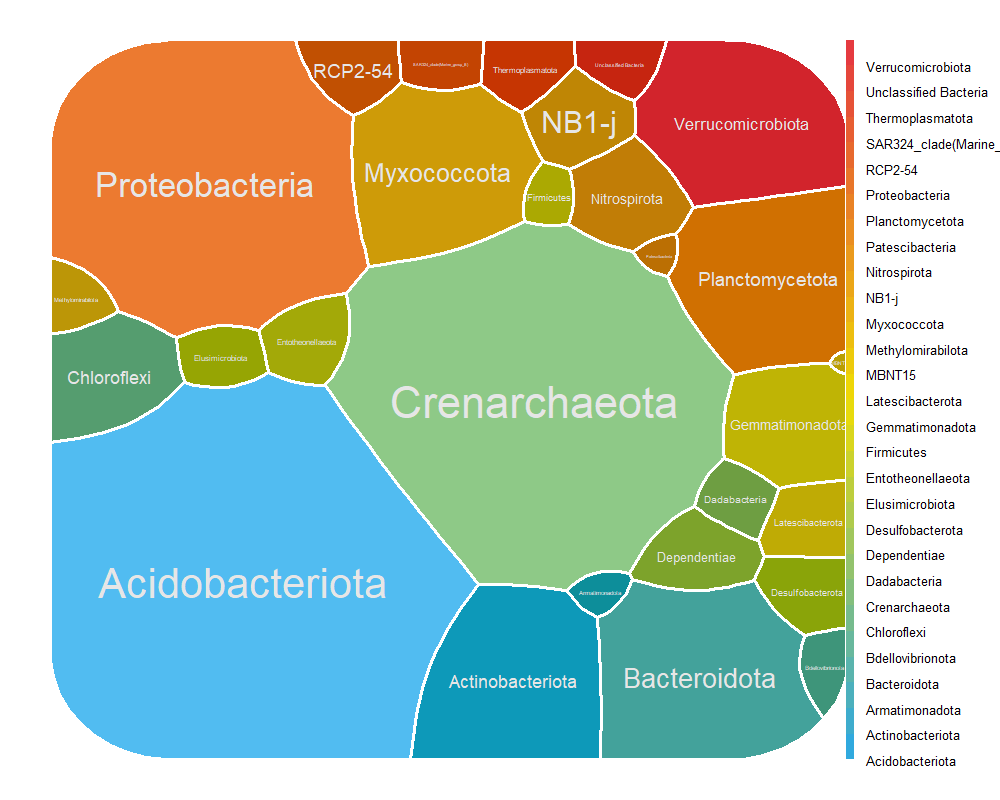 RCP2-54
SAR324_clade(Marine_group_B)
Thermoplasmatota
Unclassified Bacteria
NB1-j
Verrucomicrobiota
Proteobacteria
Myxococcota
Firmicutes
Nitrospirota
Patescibacteria
Planctomycetota
Methylomirabilota
Elusimicrobiota
Entotheonellaeota
Chloroflexi
Crenarchaeota
Gemmatimonadota
Dadabacteria
Latescibacterota
Dependentiae
Acidobacteriota
Armatimonadota
Desulfobacterota
Actinobacteriota
Bacteroidota
Bdellovibrionota
Verrucomicrobiota
Unclassified Bacteria
Thermoplasmatota
SAR324_clade(Marine_
RCP2-54
Proteobacteria
Planctomycetota
Patescibacteria
Nitrospirota
NB1-j
Myxococcota
Methylomirabilota
MBNT15
Latescibacterota
Gemmatimonadota
Firmicutes
Entotheonellaeota
Elusimicrobiota
Desulfobacterota
Dependentiae
Dadabacteria
Crenarchaeota
Chloroflexi
Bdellovibrionota
Bacteroidota
Armatimonadota
Actinobacteriota
Acidobacteriota